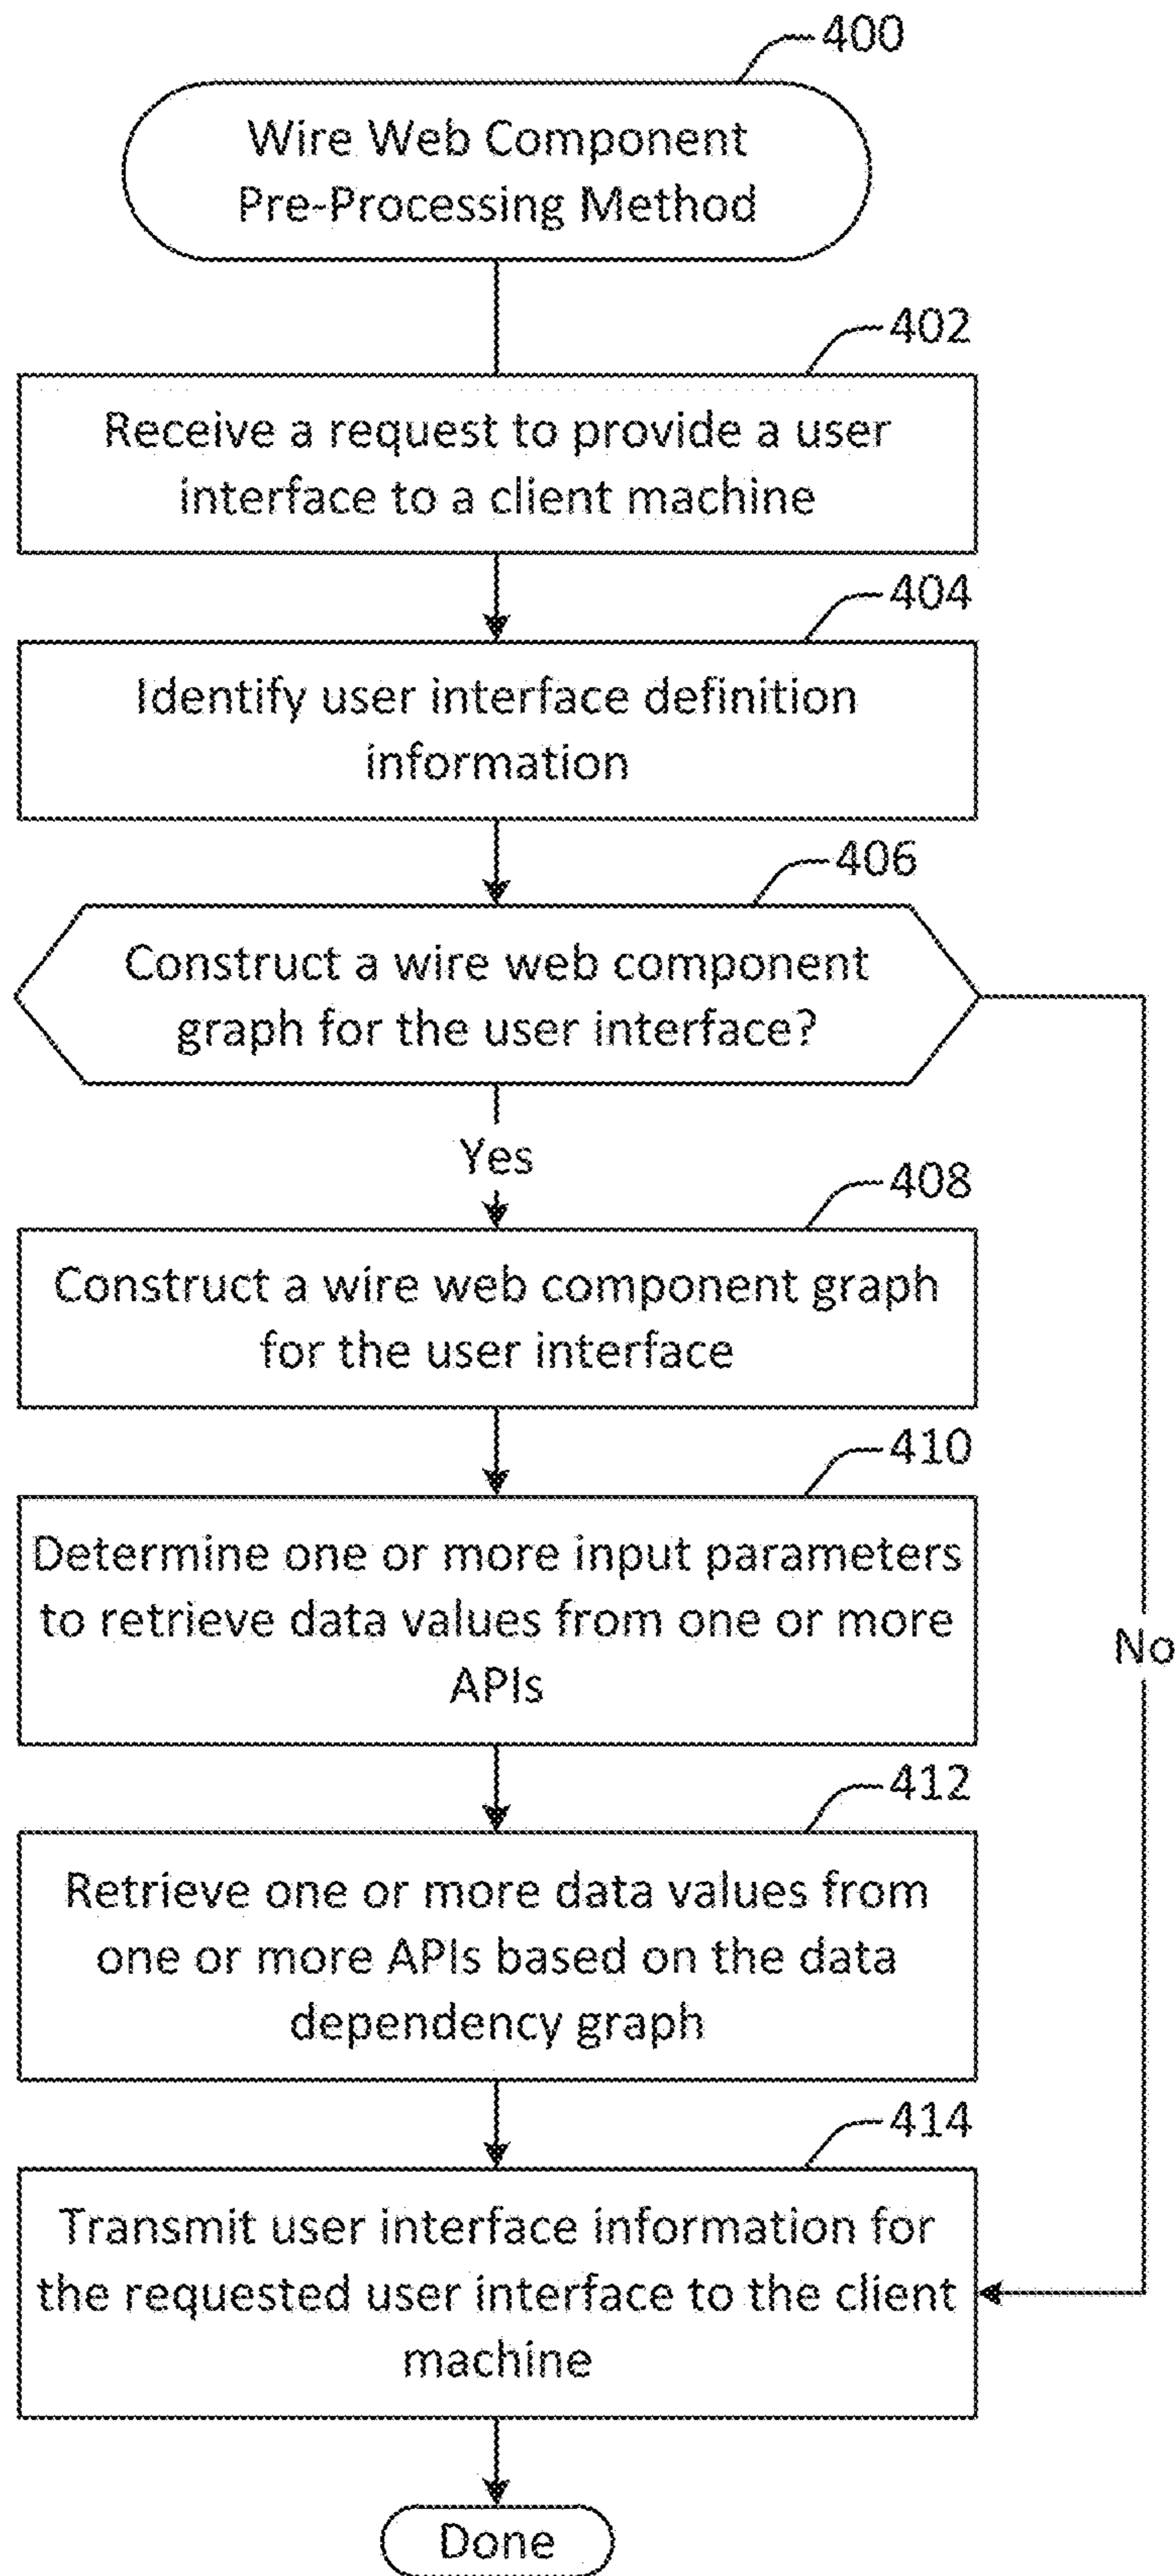 400
Wire Web Component
Pre-Processing Method
402
Receive a request to provide a user
interface to a client machine
404
Identify user interface definition
information
406
Construct a wire web component
graph for the user interface?
Yes
408
Construct a wire web component graph
for the user interface
410
Determine one or more input parameters
to retrieve data values from one or more
APIs
No
412
Retrieve one or more data values from
one or more APIs based on the data
dependency graph
414
Transmit user interface information for
the requested user interface to the client
machine
Done